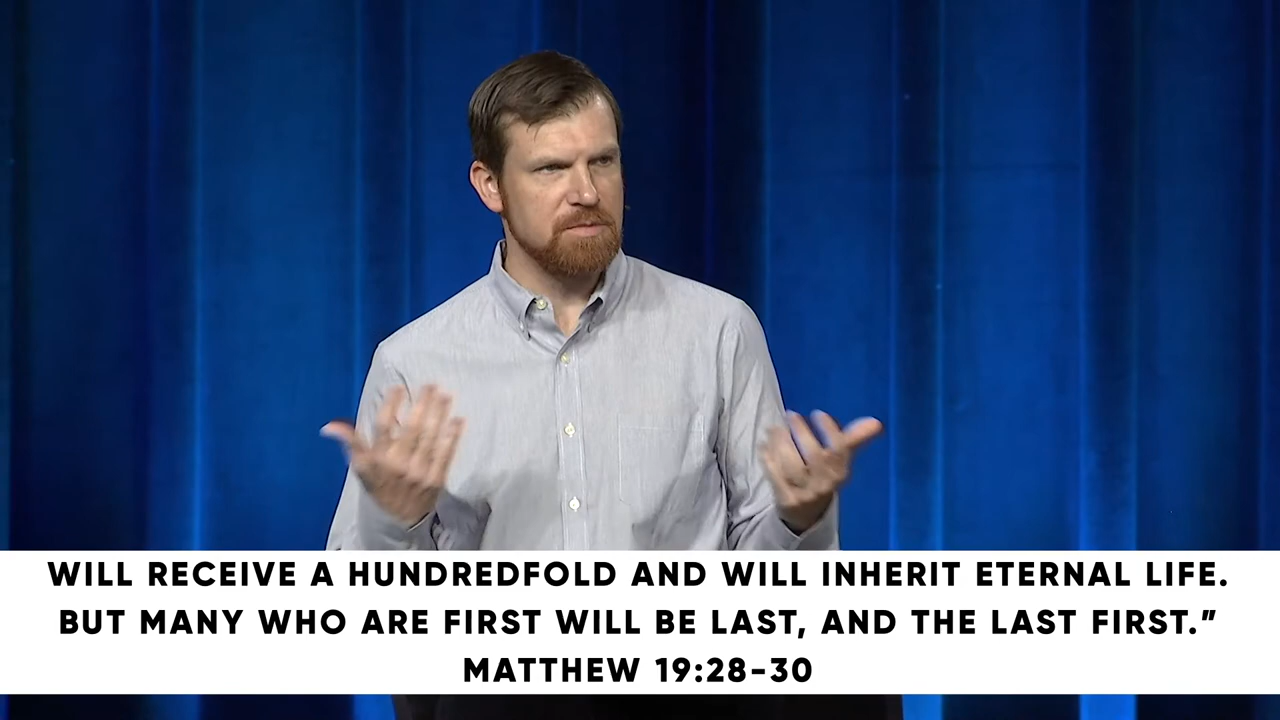 WILL RECEIVE A HUNDREDFOLD AND WILL INHERIT ETERNAL LIFE.
BUT MANY WHO ARE FIRST WILL BE LAST, AND THE LAST FIRST.”
MATTHEW 19:28-30